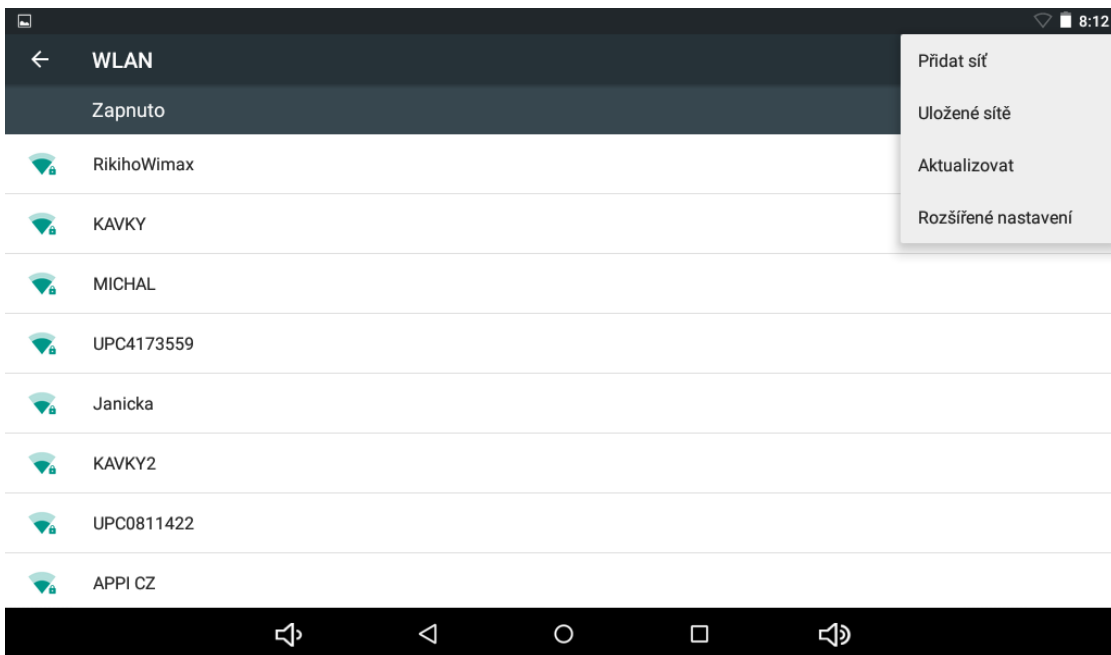 8:12
WLAN
Zapnuto
Přidat síť
Uložené sítě
Aktualizovat
Rozšířené nastavení
RikihoWimax
KAVKY
MICHAL
UPC4173559
Janicka
KAVKY2
UPC0811422
APPI CZ